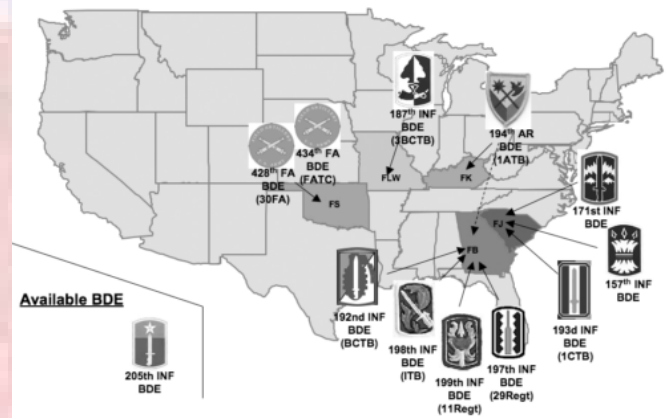 187th INF
BDE
(3BCTB)
194th AR
BDE
(1ATB)
434th FA
BDE
(FATC)
428th FA
BDE
(30FA)
FLW
FK
FS
171st INF
BDE
FJ
FB
157th INF
BDE
Available BDE
192nd INF
BDE
(BCTB)
198th INF
BDE
(ITB)
199th INF
BDE
(11Regt)
197th INF
BDE
(29Regt)
193d INF
BDE
(1CTB)
205th INF
BDE